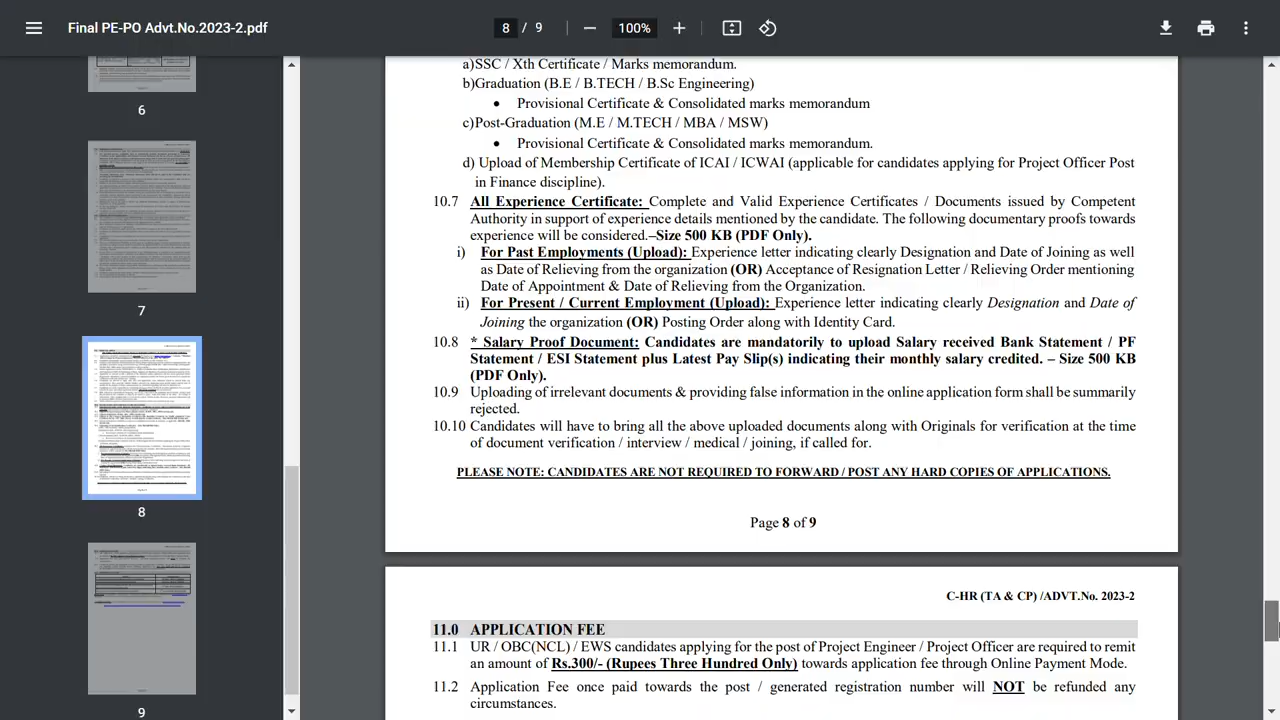 Final PE-PO Advt.No.2023-2.pdf
8 / 9
100%
6
7
8
9
a)SSC / Xth Certificate / Marks memorandum.
b)Graduation (B.E / B.TECH / B.Sc Engineering)
• Provisional Certificate & Consolidated marks memorandum
c)Post-Graduation (M.E / M.TECH / MBA / MSW)
• Provisional Certificate & Consolidated marks memorandum.
d) Upload of Membership Certificate of ICAI / ICWAI (applicable for candidates applying for Project Officer Post
in Finance discipline).
10.7 All Experience Certificate: Complete and Valid Experience Certificates / Documents issued by Competent
Authority in support of experience details mentioned by the candidate. The following documentary proofs towards
experience will be considered.–Size 500 KB (PDF Only).
i) For Past Employments (Upload): Experience letter indicating clearly Designation and Date of Joining as well
as Date of Relieving from the organization (OR) Acceptance of Resignation Letter / Relieving Order mentioning
Date of Appointment & Date of Relieving from the Organization.
ii) For Present / Current Employment (Upload): Experience letter indicating clearly Designation and Date of
Joining the organization (OR) Posting Order along with Identity Card.
10.8 * Salary Proof Document: Candidates are mandatory to upload Salary received Bank Statement / PF
Statement / ESI Statement plus Latest Pay Slip(s) confirming the monthly salary credited. – Size 500 KB
(PDF Only).
10.9 Uploading of irrelevant documents & providing false information in the online application form shall be summarily
rejected.
10.10 Candidates have to bring all the above uploaded documents along with Originals for verification at the time
of document verification / interview / medical / joining, if called for.
PLEASE NOTE: CANDIDATES ARE NOT REQUIRED TO FORWARD / POST ANY HARD COPIES OF APPLICATIONS.
Page 8 of 9
C-HR (TA & CP) /ADVT.No. 2023-2
11.0 APPLICATION FEE
11.1 UR / OBC(NCL) / EWS candidates applying for the post of Project Engineer / Project Officer are required to remit
an amount of Rs.300/- (Rupees Three Hundred Only) towards application fee through Online Payment Mode.
11.2 Application Fee once paid towards the post / generated registration number will NOT be refunded any
circumstances.